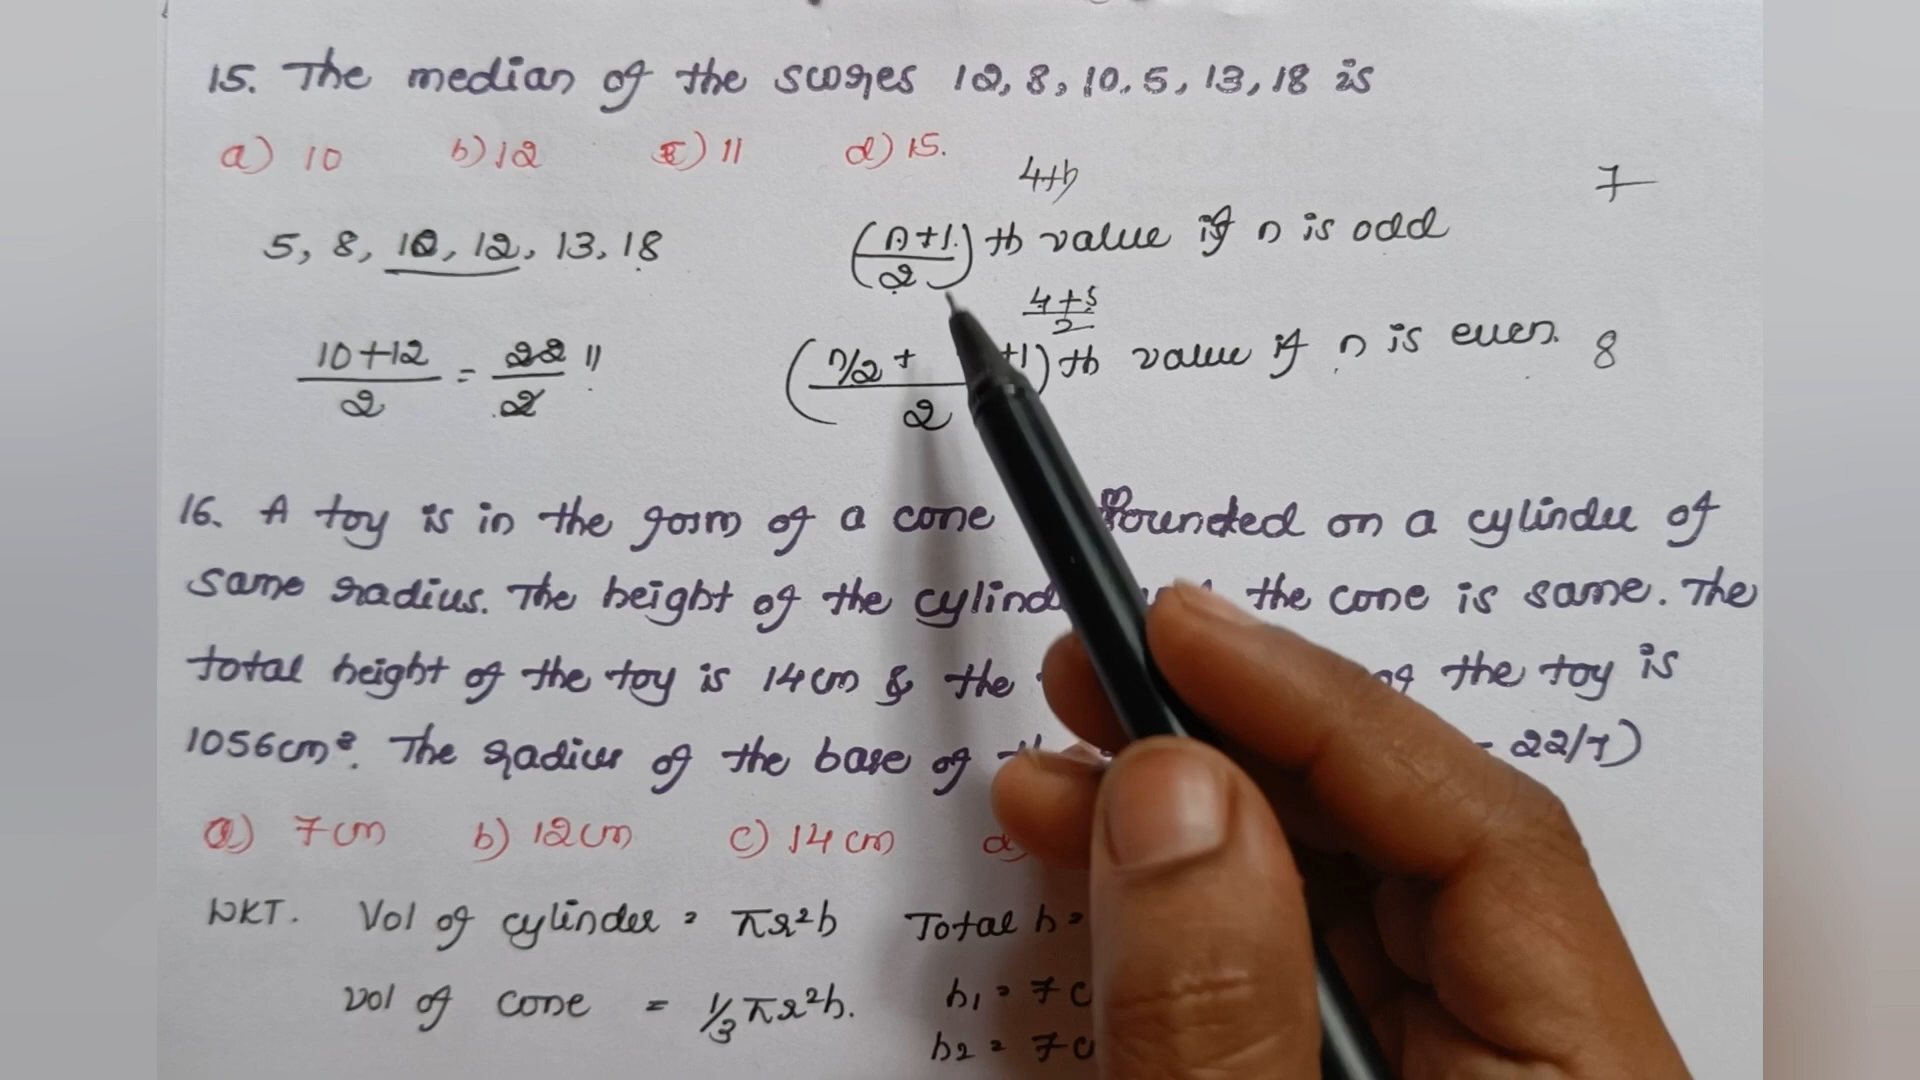 15. The median of the scores 12, 8, 10, 5, 13, 18 is
a) 10 b) 12 c) 11 d) 15.
4th
7
5, 8, 10, 12, 13, 18
(n+1/2)th value if n is odd
4+5/2
10+12/2 = 22/2 11
(n/2 + +1/2)th value if n is even. 8
16. A toy is in the form of a cone Mounted on a cylinder of
same radius. The height of the the cone is same. The
total height of the toy is 14cm & the of the toy is
1056cm³. The radius of the base of 22/7)
a) 7cm b) 12cm c) 14cm d)
WKT. Vol of cylinder = πr²h Total h =
Vol of cone = 1/3πr²h. h1 = 7c
h2 = 7c